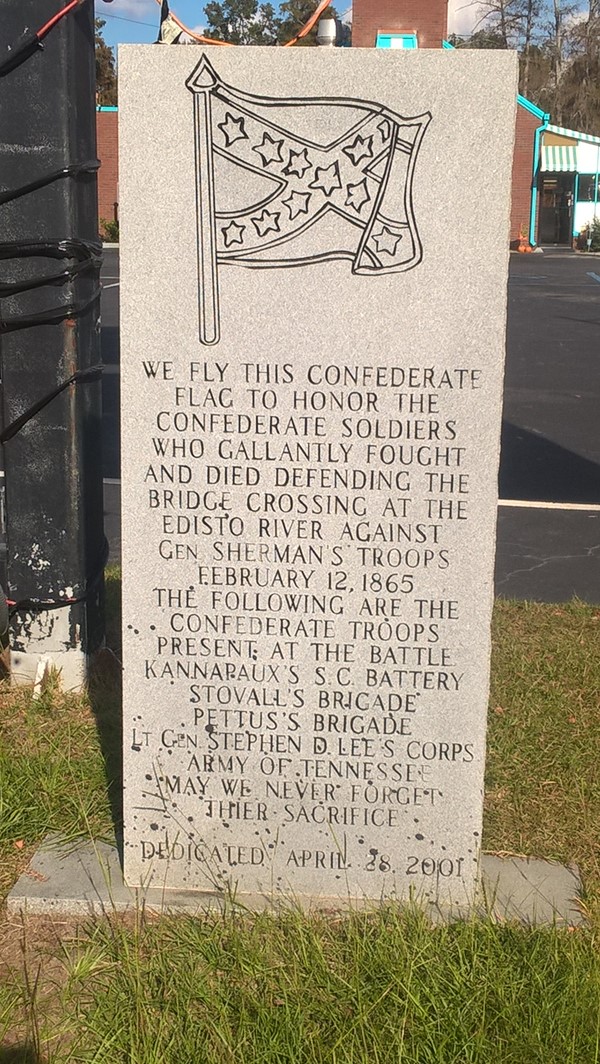 WE FLY THIS CONFEDERATE
FLAG TO HONOR THE
CONFEDERATE SOLDIERS
WHO GALLANTLY FOUGHT
AND DIED DEFENDING THE
BRIDGE CROSSING AT THE
EDISTO RIVER AGAINST
GEN SHERMAN'S TROOPS
FEBRUARY 12, 1865
THE FOLLOWING ARE THE
CONFEDERATE TROOPS
PRESENT AT THE BATTLE
KANNAPAUX'S S.C. BATTERY
STOVALL'S BRIGADE
PETTUS'S BRIGADE
LT GEN STEPHEN D. LEE'S CORPS
ARMY OF TENNESSEE
MAY WE NEVER FORGET
THIER SACRIFICE
DEDICATED APRIL 28, 2001